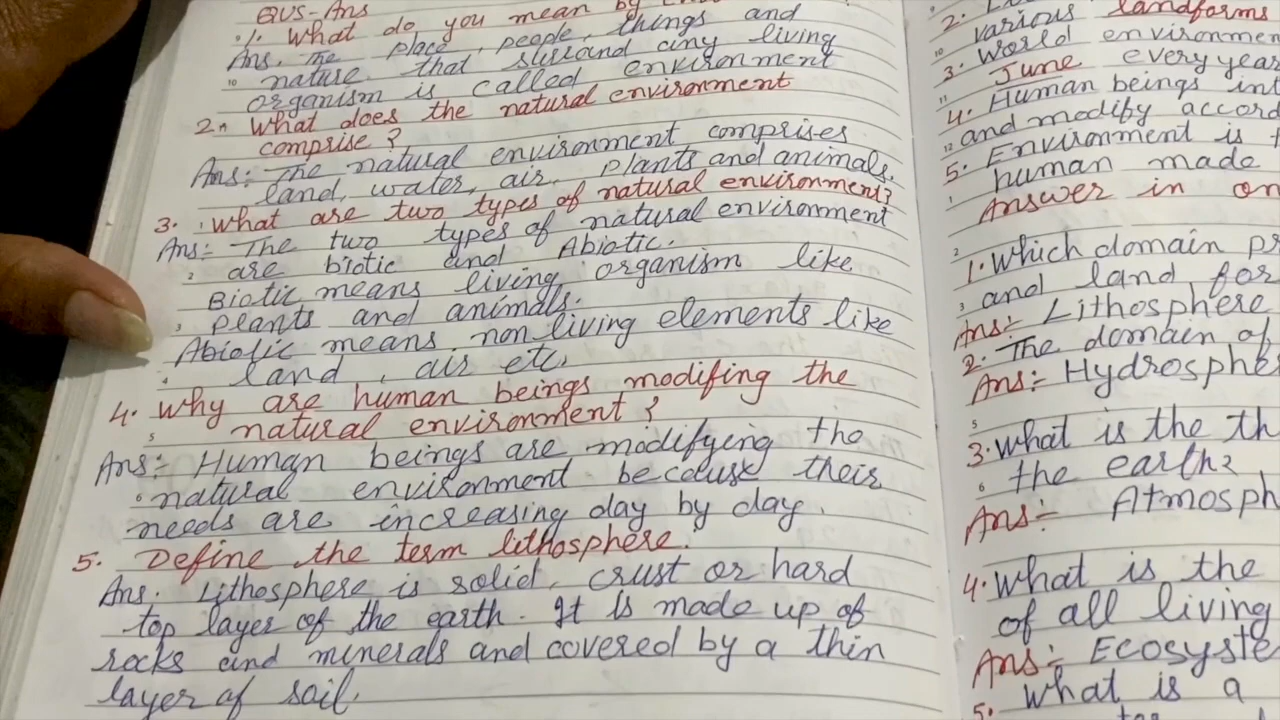 QUS-Ans
1. What do you mean by
Ans. The place, people, things and
nature that surround any living
organism is called environment
2. What does the natural environment
comprise?
Ans:- The natural environment comprises
land, water, air, plants and animals.
3. What are two types of natural environment?
Ans:- The two types of natural environment
are biotic and Abiotic.
Biotic means living organism like
plants and animals.
Abiotic means non living elements like
land, air etc.
4. Why are human beings modifing the
natural environment?
Ans:- Human beings are modifying the
natural environment because their
needs are increasing day by day.
5. Define the term lithosphere.
Ans. Lithosphere is solid, crust or hard
top layer of the earth. It is made up of
rocks and minerals and covered by a thin
layer of soil.
2.
various landforms
3. World environmen
June every year
4. Human beings int
and modify accord
5. Environment is
human made
Answer in on
1. Which domain pr
and land for
Ans:- Lithosphere
2. The domain of
Ans:- Hydrosphe
3. what is the th
the earth?
Ans:- Atmosph
4. What is the
of all living
Ans:- Ecosyste
5. What is a